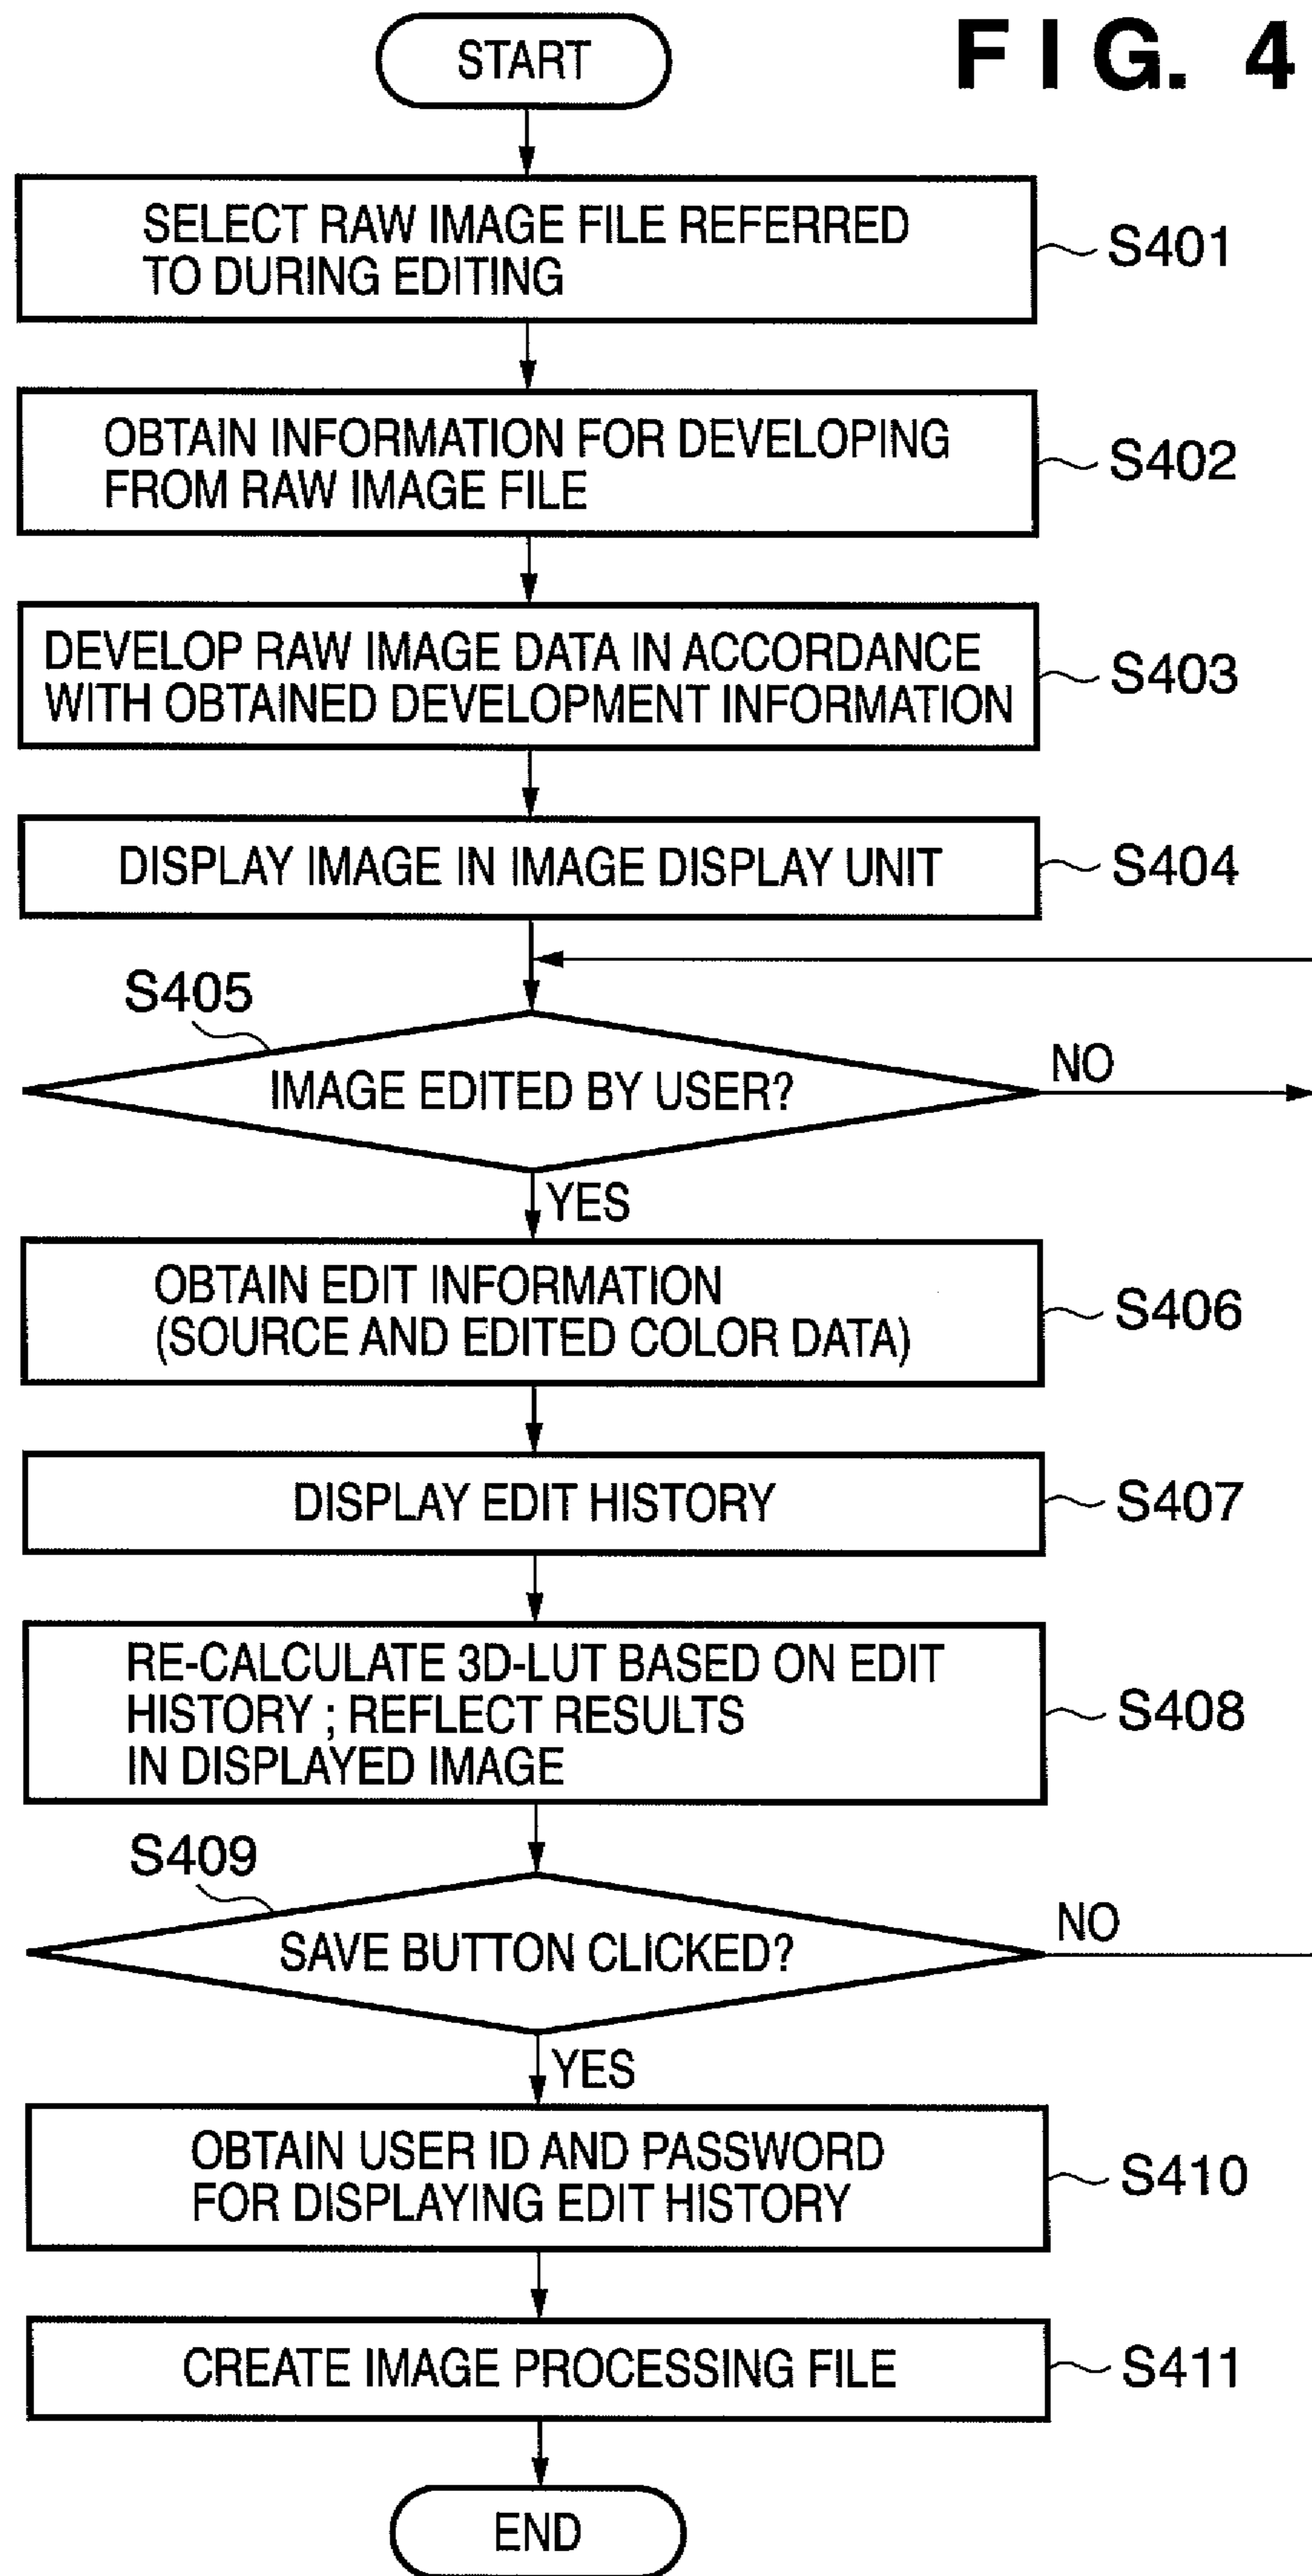 FIG. 4
START
SELECT RAW IMAGE FILE REFERRED
TO DURING EDITING
S401
OBTAIN INFORMATION FOR DEVELOPING
FROM RAW IMAGE FILE
S402
DEVELOP RAW IMAGE DATA IN ACCORDANCE
WITH OBTAINED DEVELOPMENT INFORMATION
S403
DISPLAY IMAGE IN IMAGE DISPLAY UNIT
S404
S405
IMAGE EDITED BY USER?
NO
YES
OBTAIN EDIT INFORMATION
(SOURCE AND EDITED COLOR DATA)
S406
DISPLAY EDIT HISTORY
S407
RE-CALCULATE 3D-LUT BASED ON EDIT
HISTORY ; REFLECT RESULTS
IN DISPLAYED IMAGE
S408
S409
SAVE BUTTON CLICKED?
NO
YES
OBTAIN USER ID AND PASSWORD
FOR DISPLAYING EDIT HISTORY
S410
CREATE IMAGE PROCESSING FILE
S411
END